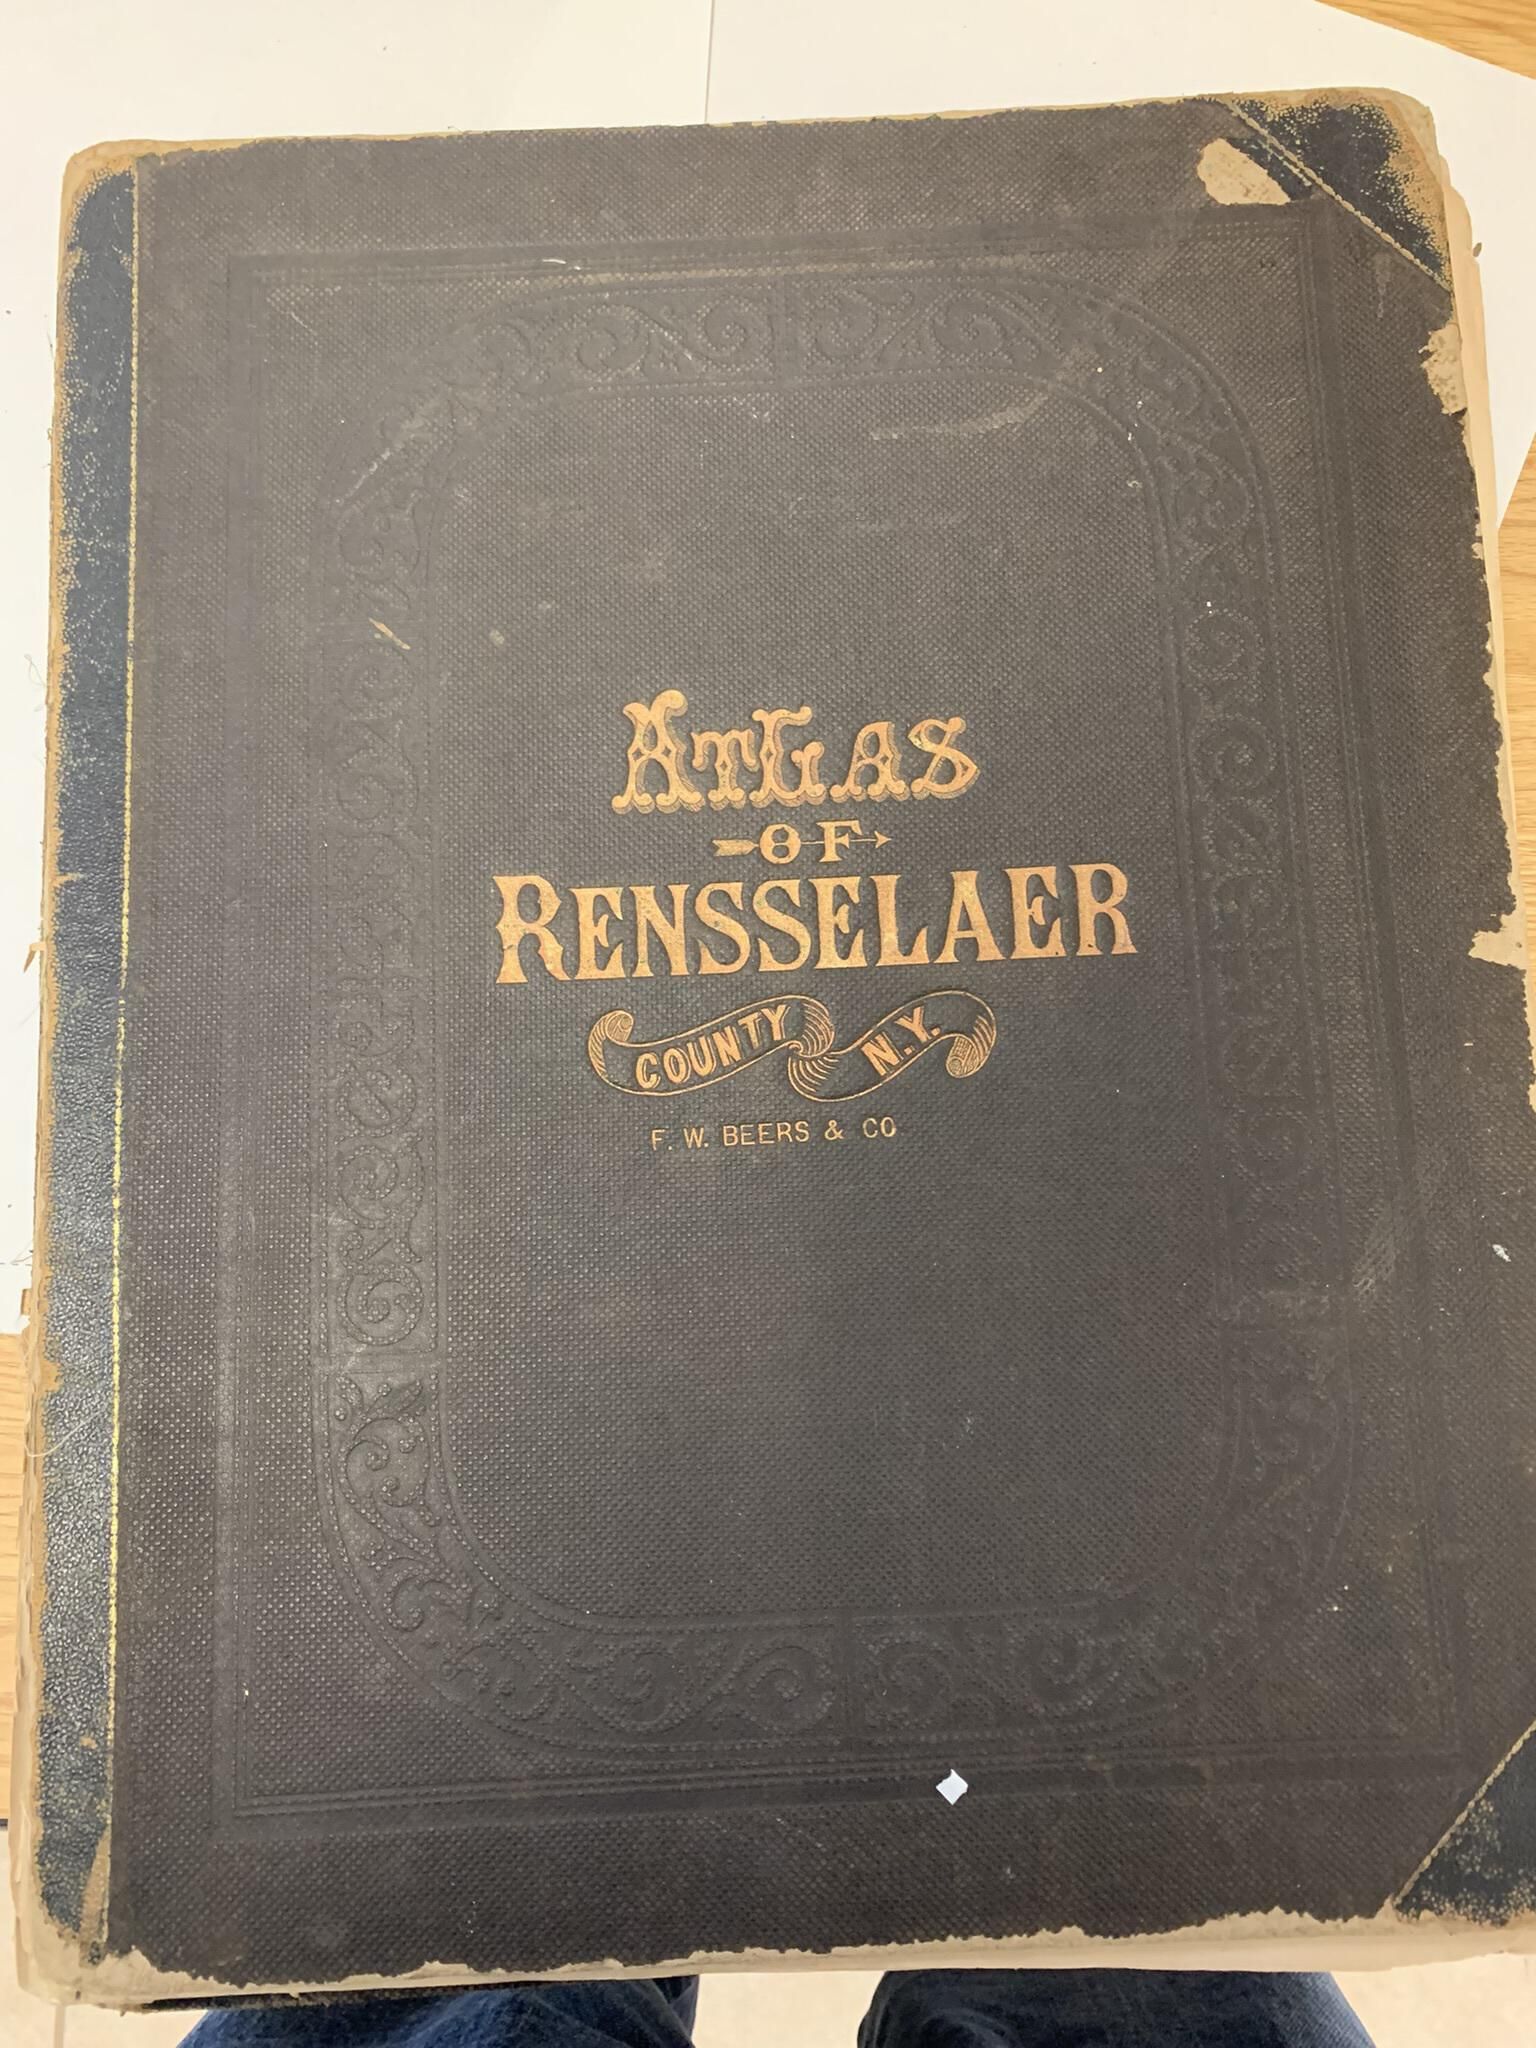 ATLAS
OF
RENSSELAER
COUNTY N.Y.
F. W. BEERS & CO